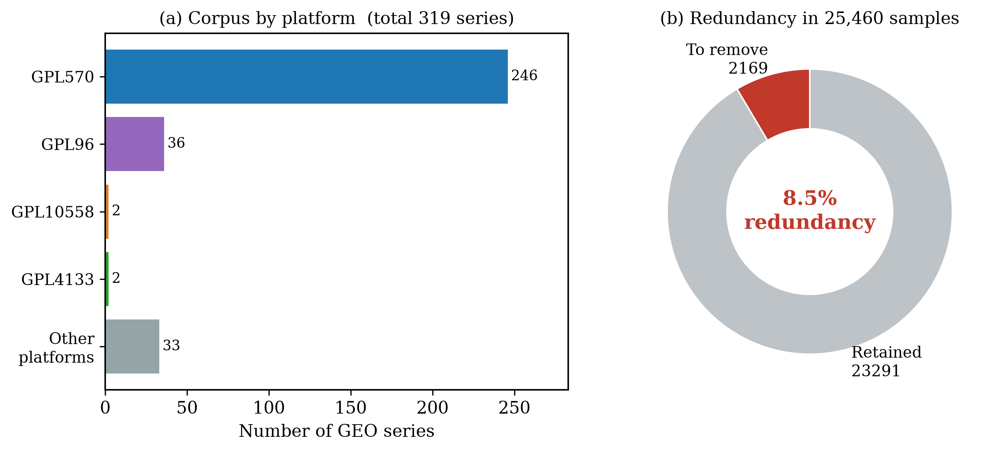 (a) Corpus by platform  (total 319 series)
GPL570
246
GPL96
36
GPL10558
2
GPL4133
2
Other
platforms
33
0 50 100 150 200 250
Number of GEO series
(b) Redundancy in 25,460 samples
To remove
2169
8.5%
redundancy
Retained
23291